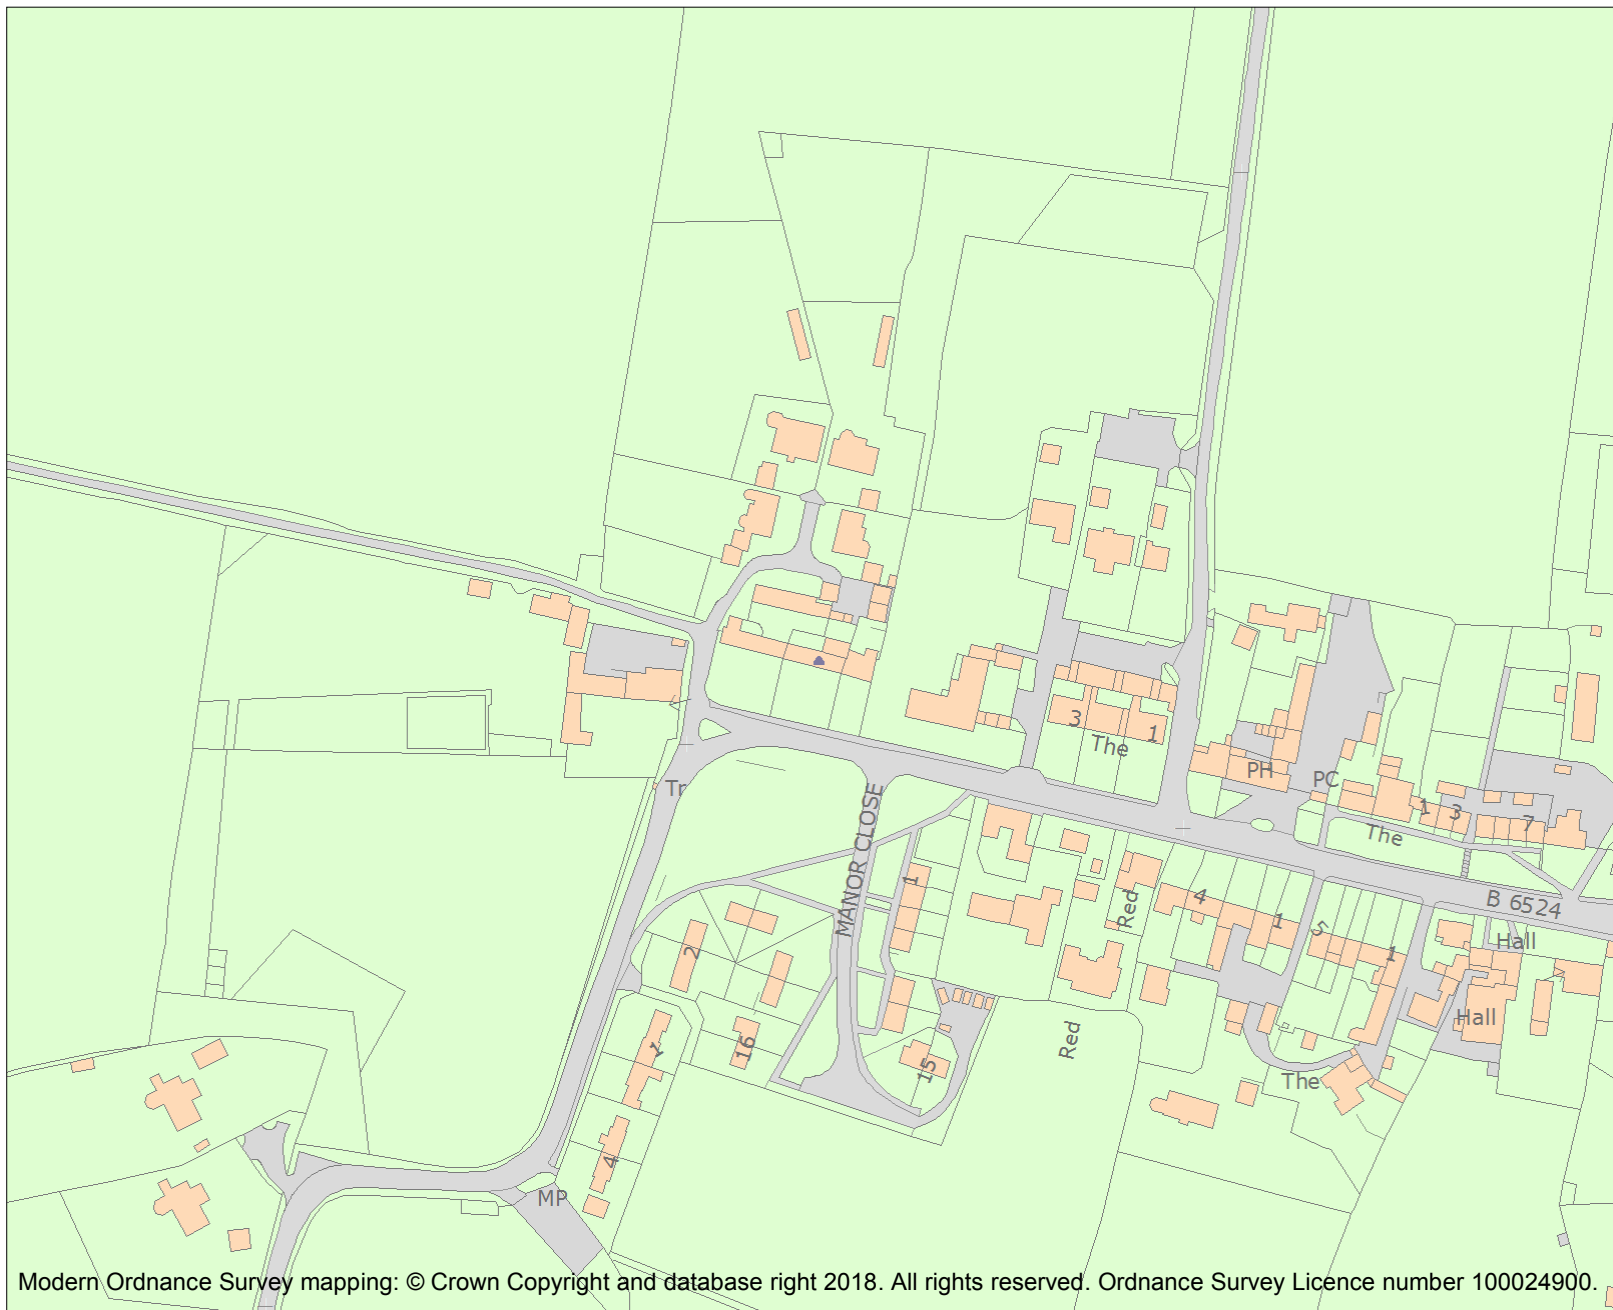 3
1
The
PH
PC
Tr
MANOR CLOSE
1
3
7
The
1
Red
4
1
5
1
B 6524
Hall
2
16
1
15
Red
Hall
The
4
MP
Modern Ordnance Survey mapping: © Crown Copyright and database right 2018. All rights reserved. Ordnance Survey Licence number 100024900.